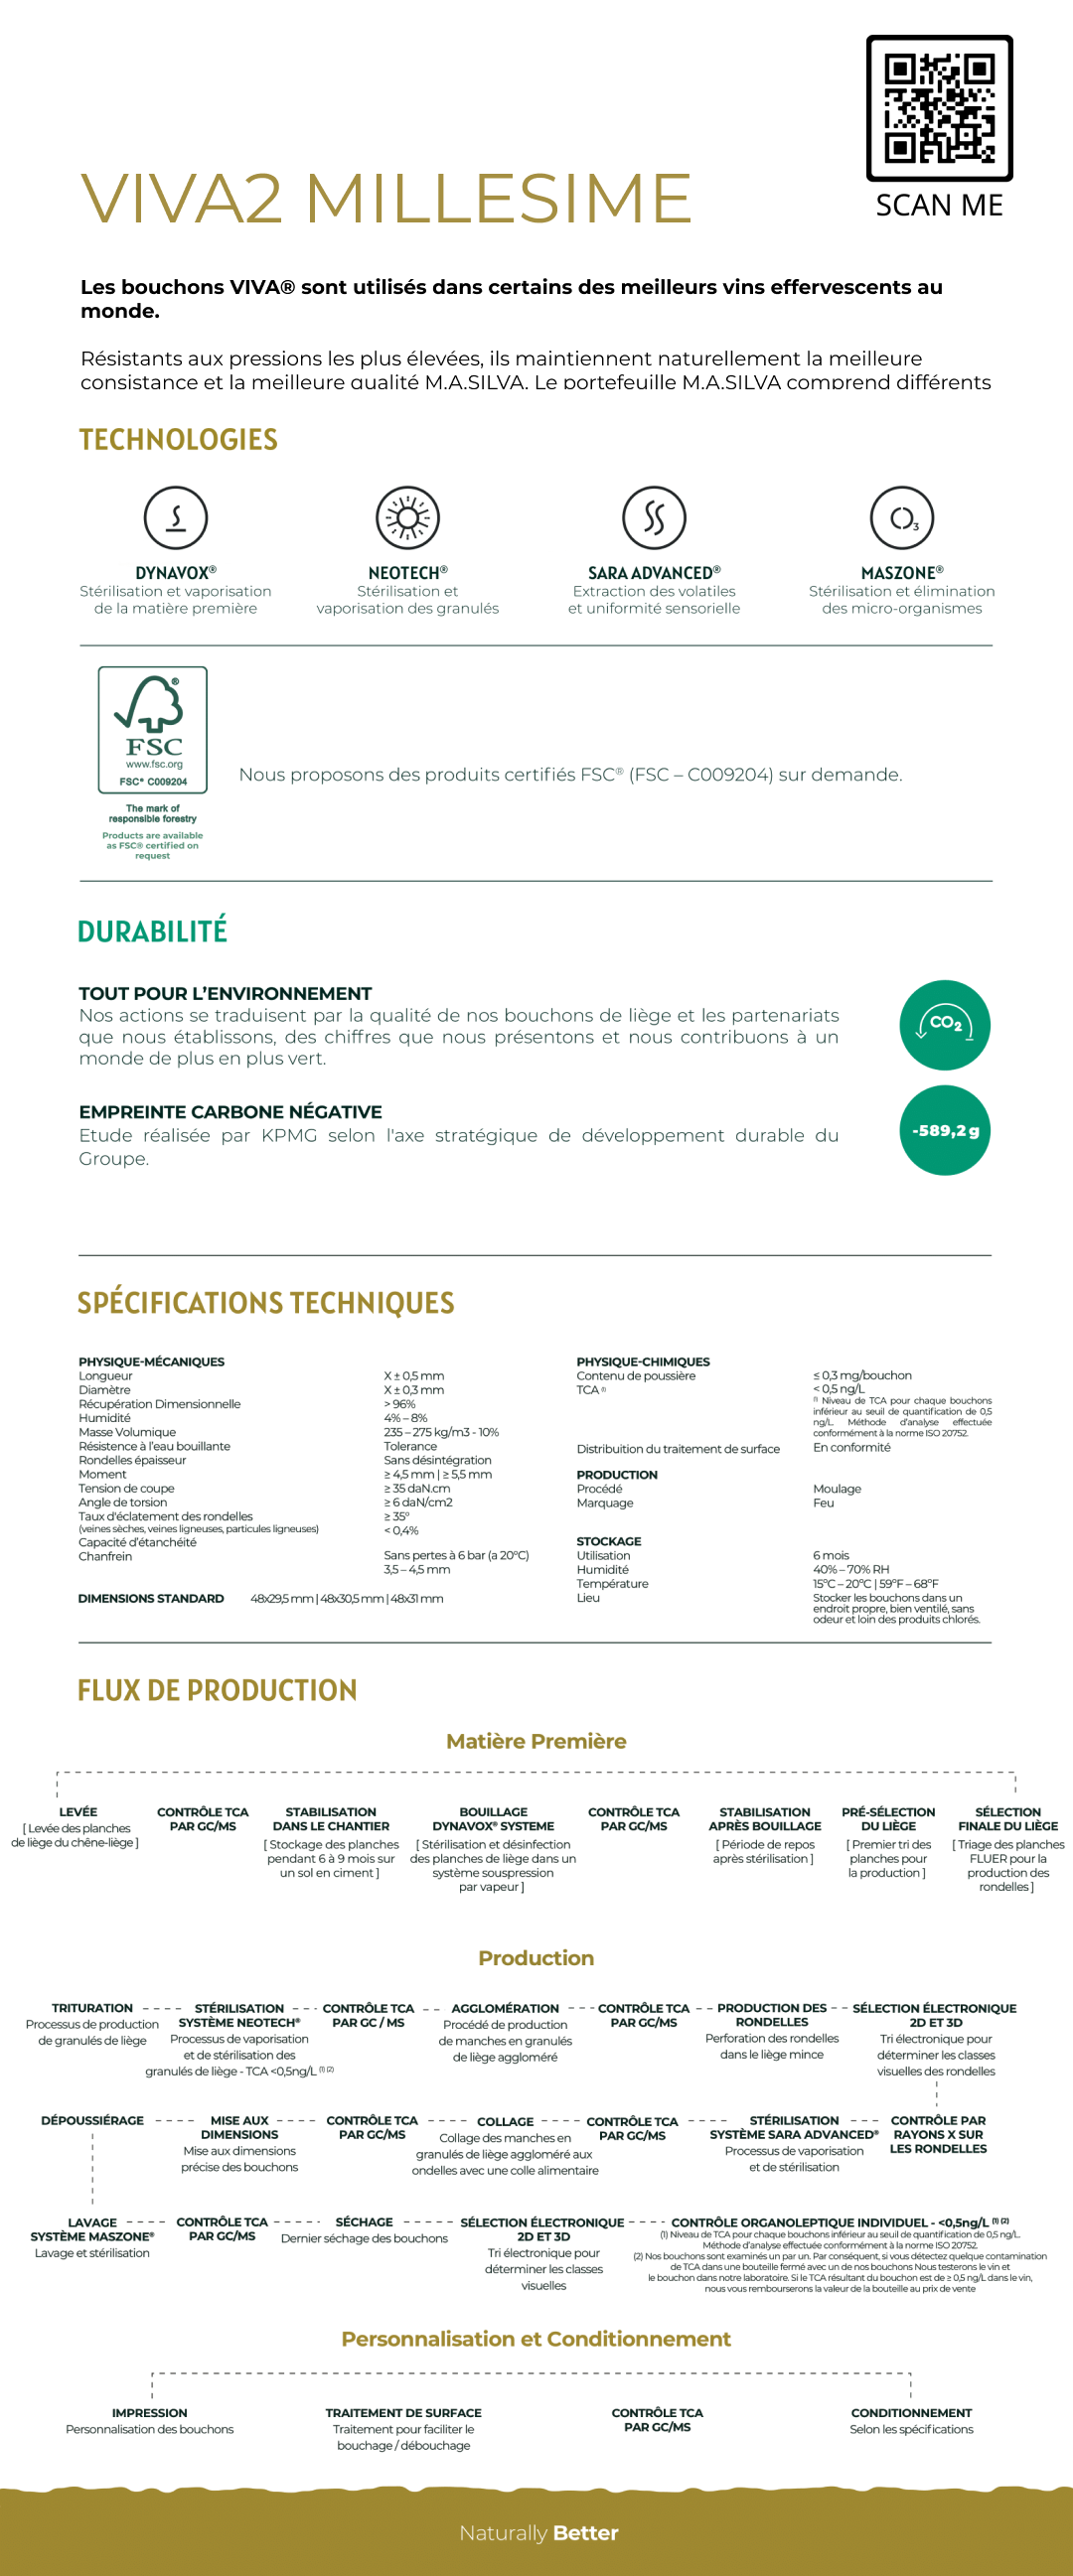 SCAN ME
VIVA2 MILLESIME
Les bouchons VIVA® sont utilisés dans certains des meilleurs vins effervescents au
monde.
Résistants aux pressions les plus élevées, ils maintiennent naturellement la meilleure
consistance et la meilleure qualité M.A.SILVA. Le portefeuille M.A.SILVA comprend différents
TECHNOLOGIES
DYNAVOX®
Stérilisation et vaporisation
de la matière première
NEOTECH®
Stérilisation et
vaporisation des granulés
SARA ADVANCED®
Extraction des volatiles
et uniformité sensorielle
O3
MASZONE®
Stérilisation et élimination
des micro-organismes
®
FSC
www.fsc.org
FSC® C009204
The mark of
responsible forestry
Products are available
as FSC® certified on
request
Nous proposons des produits certifiés FSC® (FSC – C009204) sur demande.
DURABILITÉ
TOUT POUR L’ENVIRONNEMENT
Nos actions se traduisent par la qualité de nos bouchons de liège et les partenariats
que nous établissons, des chiffres que nous présentons et nous contribuons à un
monde de plus en plus vert.
CO2
EMPREINTE CARBONE NÉGATIVE
Etude réalisée par KPMG selon l'axe stratégique de développement durable du
Groupe.
-589,2 g
SPÉCIFICATIONS TECHNIQUES
PHYSIQUE-MÉCANIQUES
Longueur X ± 0,5 mm
Diamètre X ± 0,3 mm
Récupération Dimensionnelle > 96%
Humidité 4% – 8%
Masse Volumique 235 – 275 kg/m3 - 10%
Résistence à l’eau bouillante Tolerance
Rondelles épaisseur Sans désintégration
Moment ≥ 4,5 mm | ≥ 5,5 mm
Tension de coupe ≥ 35 daN.cm
Angle de torsion ≥ 6 daN/cm2
Taux d'éclatement des rondelles ≥ 35º
(veines sèches, veines ligneuses, particules ligneuses) < 0,4%
Capacité d’étanchéité
Chanfrein Sans pertes à 6 bar (a 20ºC)
3,5 – 4,5 mm
DIMENSIONS STANDARD 48x29,5 mm | 48x30,5 mm | 48x31 mm
PHYSIQUE-CHIMIQUES
Contenu de poussière ≤ 0,3 mg/bouchon
TCA (1) < 0,5 ng/L
(1) Niveau de TCA pour chaque bouchons
inférieur au seuil de quantification de 0,5
ng/L. Méthode d’analyse effectuée
conformément à la norme ISO 20752.
Distribuition du traitement de surface En conformité
PRODUCTION
Procédé Moulage
Marquage Feu
STOCKAGE
Utilisation 6 mois
Humidité 40% – 70% RH
Température 15ºC – 20ºC | 59ºF – 68ºF
Lieu Stocker les bouchons dans un
endroit propre, bien ventilé, sans
odeur et loin des produits chlorés.
FLUX DE PRODUCTION
Matière Première
LEVÉE
[ Levée des planches
de liège du chêne-liège ]
CONTRÔLE TCA
PAR GC/MS
STABILISATION
DANS LE CHANTIER
[ Stockage des planches
pendant 6 à 9 mois sur
un sol en ciment ]
BOUILLAGE
DYNAVOX® SYSTEME
[ Stérilisation et désinfection
des planches de liège dans un
système souspression
par vapeur ]
CONTRÔLE TCA
PAR GC/MS
STABILISATION
APRÈS BOUILLAGE
[ Période de repos
après stérilisation ]
PRÉ-SÉLECTION
DU LIÈGE
[ Premier tri des
planches pour
la production ]
SÉLECTION
FINALE DU LIÈGE
[ Triage des planches
FLUER pour la
production des
rondelles ]
Production
TRITURATION
Processus de production
de granulés de liège
STÉRILISATION
SYSTÈME NEOTECH®
Processus de vaporisation
et de stérilisation des
granulés de liège - TCA <0,5ng/L (1) (2)
CONTRÔLE TCA
PAR GC / MS
AGGLOMÉRATION
Procédé de production
de manches en granulés
de liège aggloméré
CONTRÔLE TCA
PAR GC/MS
PRODUCTION DES
RONDELLES
Perforation des rondelles
dans le liège mince
SÉLECTION ÉLECTRONIQUE
2D ET 3D
Tri électronique pour
déterminer les classes
visuelles des rondelles
DÉPOUSSIÉRAGE
MISE AUX
DIMENSIONS
Mise aux dimensions
précise des bouchons
CONTRÔLE TCA
PAR GC/MS
COLLAGE
Collage des manches en
granulés de liège aggloméré aux
ondelles avec une colle alimentaire
CONTRÔLE TCA
PAR GC/MS
STÉRILISATION
SYSTÈME SARA ADVANCED®
Processus de vaporisation
et de stérilisation
CONTRÔLE PAR
RAYONS X SUR
LES RONDELLES
LAVAGE
SYSTÈME MASZONE®
Lavage et stérilisation
CONTRÔLE TCA
PAR GC/MS
SÉCHAGE
Dernier séchage des bouchons
SÉLECTION ÉLECTRONIQUE
2D ET 3D
Tri électronique pour
déterminer les classes
visuelles
CONTRÔLE ORGANOLEPTIQUE INDIVIDUEL - <0,5ng/L (1) (2)
(1) Niveau de TCA pour chaque bouchons inférieur au seuil de quantification de 0,5 ng/L.
Méthode d’analyse effectuée conformément à la norme ISO 20752.
(2) Nos bouchons sont examinés un par un. Par conséquent, si vous détectez quelque contamination
de TCA dans une bouteille fermé avec un de nos bouchons Nous testerons le vin et
le bouchon dans notre laboratoire. Si le TCA résultant du bouchon est de ≥ 0,5 ng/L dans le vin,
nous vous rembourserons la valeur de la bouteille au prix de vente
Personnalisation et Conditionnement
IMPRESSION
Personnalisation des bouchons
TRAITEMENT DE SURFACE
Traitement pour faciliter le
bouchage / débouchage
CONTRÔLE TCA
PAR GC/MS
CONDITIONNEMENT
Selon les spécifications
Naturally Better